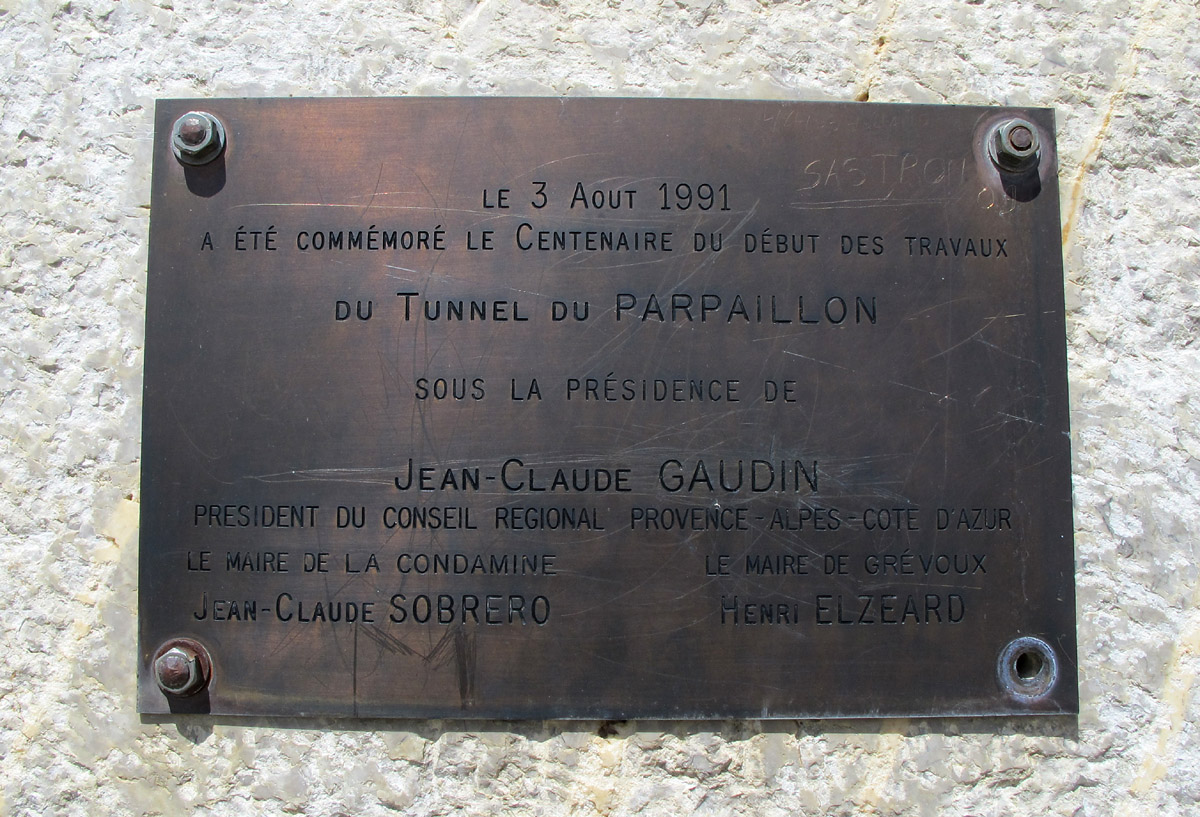 SASTRON
LE 3 AOUT 1991
A ÉTÉ COMMÉMORÉ LE CENTENAIRE DU DÉBUT DES TRAVAUX
DU TUNNEL DU PARPAILLON
SOUS LA PRÉSIDENCE DE
JEAN-CLAUDE GAUDIN
PRESIDENT DU CONSEIL REGIONAL PROVENCE-ALPES-COTE D'AZUR
LE MAIRE DE LA CONDAMINE
JEAN-CLAUDE SOBRERO
LE MAIRE DE GRÉVOUX
HENRI ELZEARD